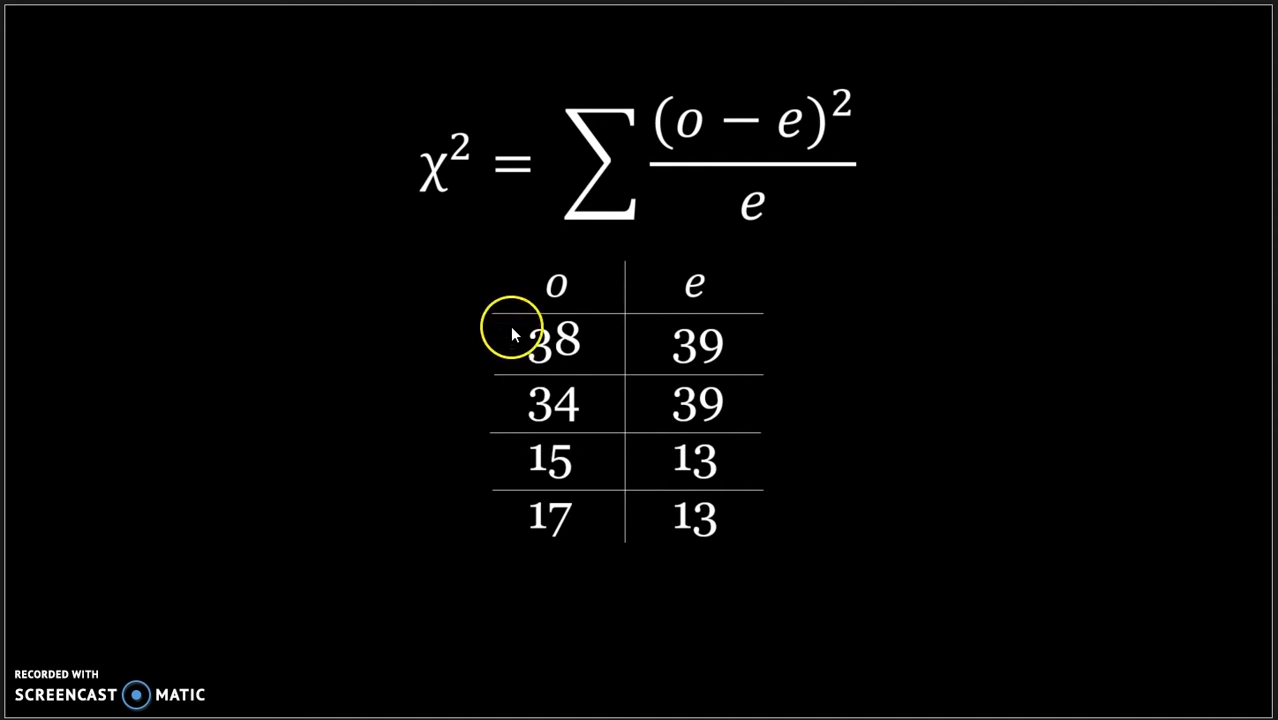 χ² = ∑ (o − e)² / e
o e
38 39
34 39
15 13
17 13
RECORDED WITH
SCREENCAST MATIC